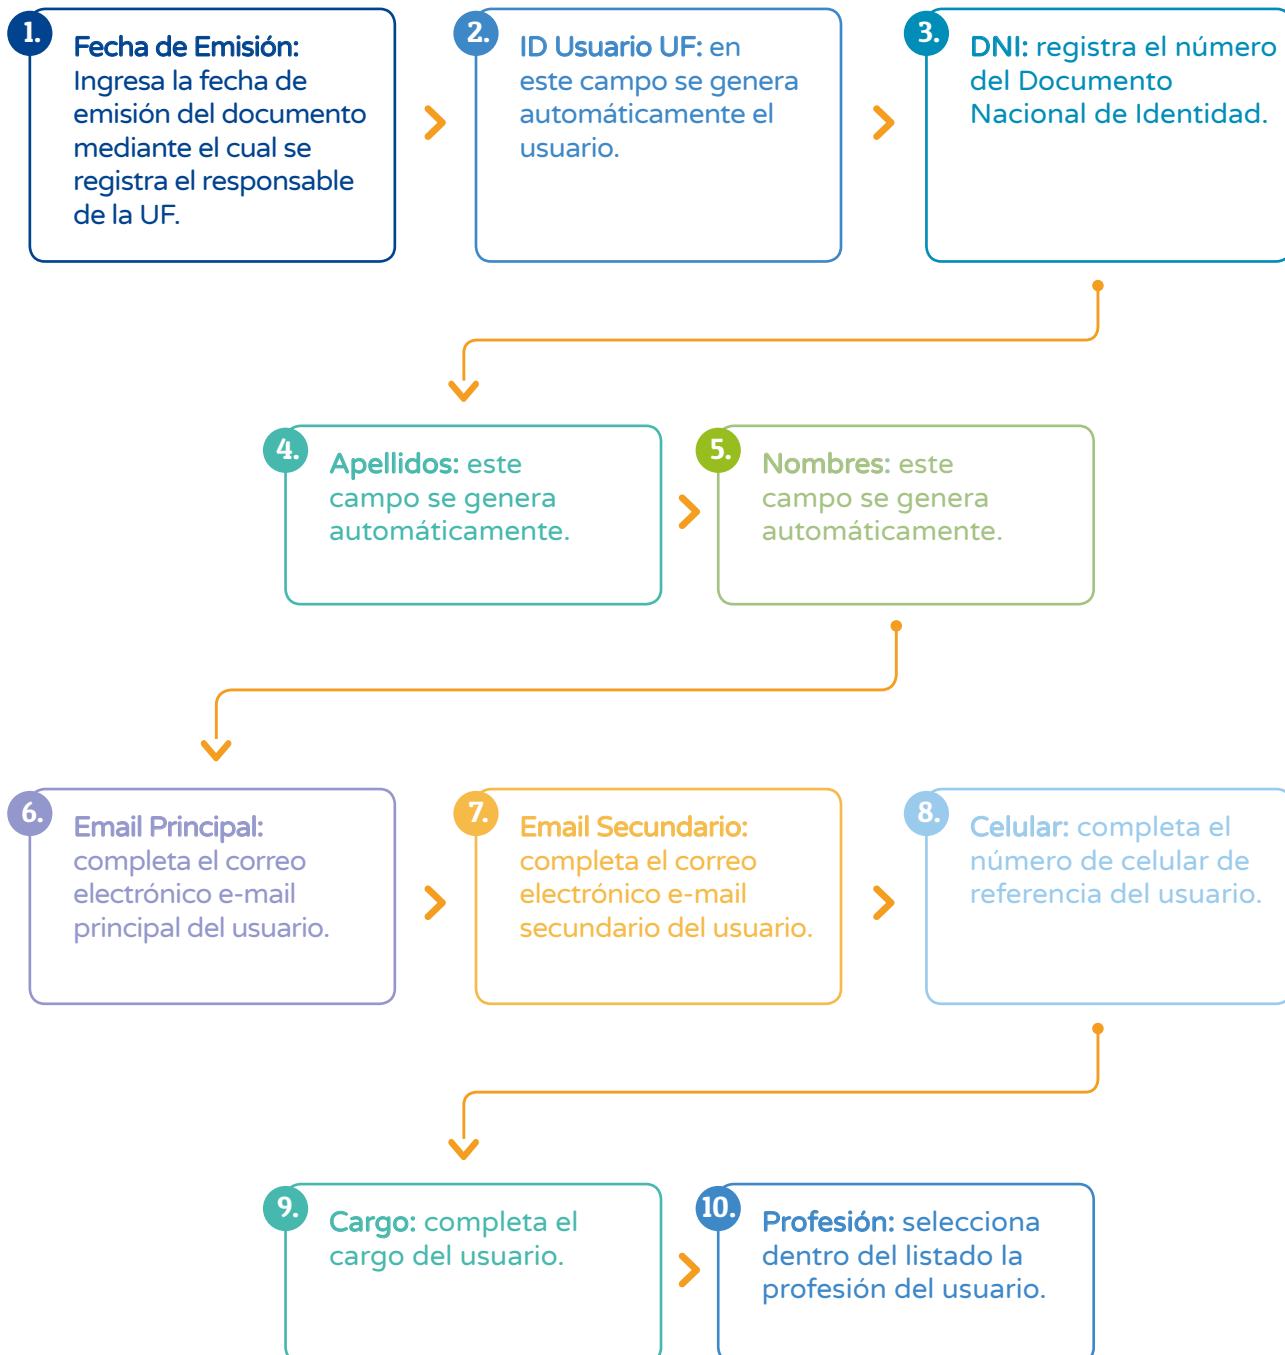 1.
Fecha de Emisión:
Ingresa la fecha de
emisión del documento
mediante el cual se
registra el responsable
de la UF.
2.
ID Usuario UF: en
este campo se genera
automáticamente el
usuario.
3.
DNI: registra el número
del Documento
Nacional de Identidad.
4.
Apellidos: este
campo se genera
automáticamente.
5.
Nombres: este
campo se genera
automáticamente.
6.
Email Principal:
completa el correo
electrónico e-mail
principal del usuario.
7.
Email Secundario:
completa el correo
electrónico e-mail
secundario del usuario.
8.
Celular: completa el
número de celular de
referencia del usuario.
9.
Cargo: completa el
cargo del usuario.
10.
Profesión: selecciona
dentro del listado la
profesión del usuario.